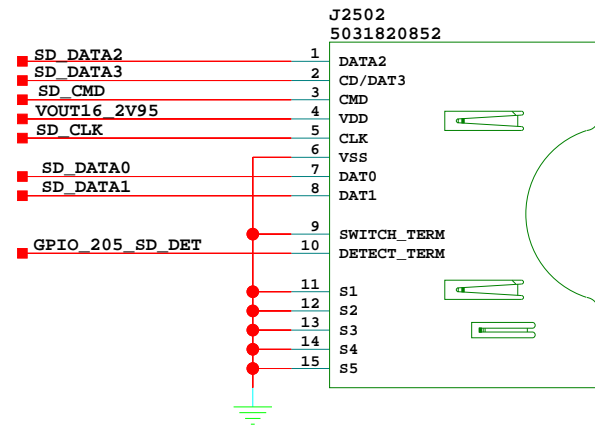 J2502
5031820852
SD_DATA2 1 DATA2
SD_DATA3 2 CD/DAT3
SD_CMD 3 CMD
VOUT16_2V95 4 VDD
SD_CLK 5 CLK
6 VSS
SD_DATA0 7 DAT0
SD_DATA1 8 DAT1
9 SWITCH_TERM
GPIO_205_SD_DET 10 DETECT_TERM
11 S1
12 S2
13 S3
14 S4
15 S5